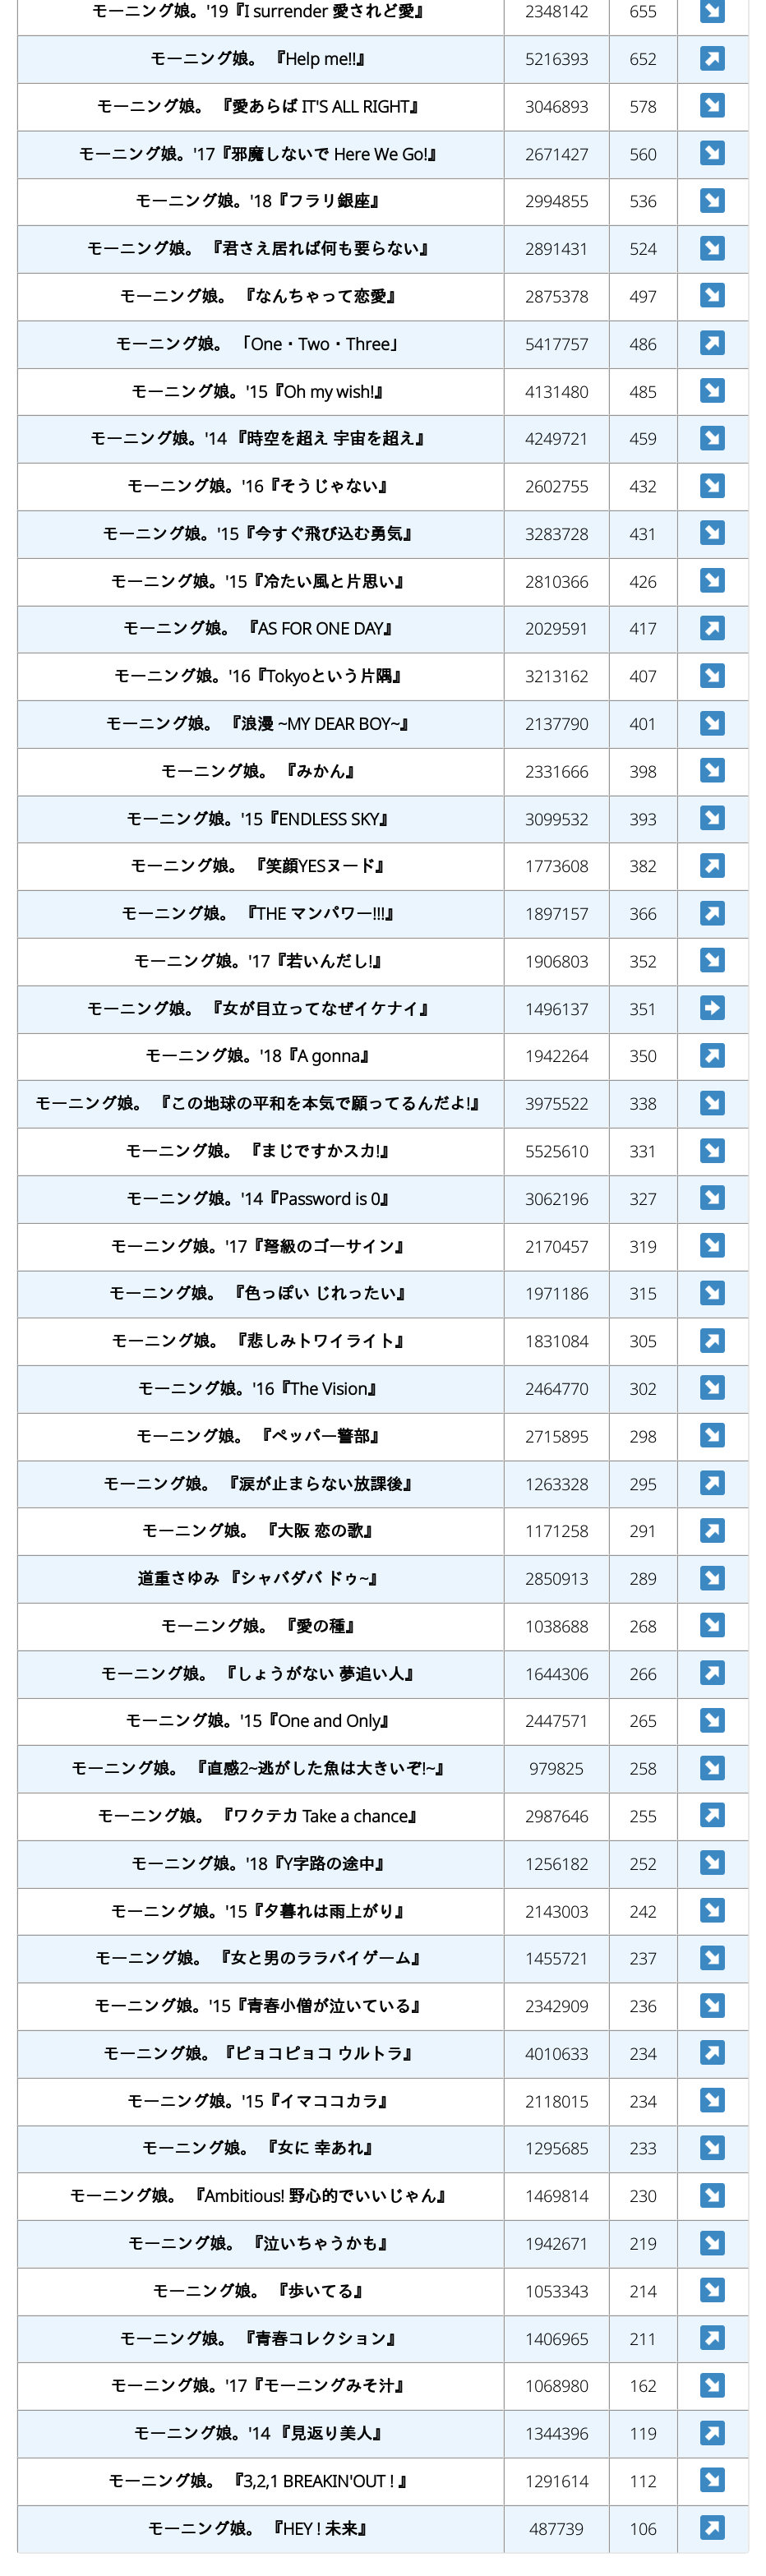 モーニング娘。'19『I surrender 愛されど愛』 2348142 655
モーニング娘。 『Help me!!』 5216393 652
モーニング娘。 『愛あらば IT'S ALL RIGHT』 3046893 578
モーニング娘。'17『邪魔しないで Here We Go!』 2671427 560
モーニング娘。'18『フラリ銀座』 2994855 536
モーニング娘。 『君さえ居れば何も要らない』 2891431 524
モーニング娘。 『なんちゃって恋愛』 2875378 497
モーニング娘。 「One・Two・Three」 5417757 486
モーニング娘。'15『Oh my wish!』 4131480 485
モーニング娘。'14 『時空を超え 宇宙を超え』 4249721 459
モーニング娘。'16『そうじゃない』 2602755 432
モーニング娘。'15『今すぐ飛び込む勇気』 3283728 431
モーニング娘。'15『冷たい風と片思い』 2810366 426
モーニング娘。 『AS FOR ONE DAY』 2029591 417
モーニング娘。'16『Tokyoという片隅』 3213162 407
モーニング娘。 『浪漫 ~MY DEAR BOY~』 2137790 401
モーニング娘。 『みかん』 2331666 398
モーニング娘。'15『ENDLESS SKY』 3099532 393
モーニング娘。 『笑顔YESヌード』 1773608 382
モーニング娘。 『THE マンパワー!!!』 1897157 366
モーニング娘。'17『若いんだし!』 1906803 352
モーニング娘。 『女が目立ってなぜイケナイ』 1496137 351
モーニング娘。'18『A gonna』 1942264 350
モーニング娘。 『この地球の平和を本気で願ってるんだよ!』 3975522 338
モーニング娘。 『まじですかスカ!』 5525610 331
モーニング娘。'14『Password is 0』 3062196 327
モーニング娘。'17『弩級のゴーサイン』 2170457 319
モーニング娘。 『色っぽい じれったい』 1971186 315
モーニング娘。 『悲しみトワイライト』 1831084 305
モーニング娘。'16『The Vision』 2464770 302
モーニング娘。 『ペッパー警部』 2715895 298
モーニング娘。 『涙が止まらない放課後』 1263328 295
モーニング娘。 『大阪 恋の歌』 1171258 291
道重さゆみ 『シャバダバ ドゥ~』 2850913 289
モーニング娘。 『愛の種』 1038688 268
モーニング娘。 『しょうがない 夢追い人』 1644306 266
モーニング娘。'15『One and Only』 2447571 265
モーニング娘。 『直感2~逃がした魚は大きいぞ!~』 979825 258
モーニング娘。 『ワクテカ Take a chance』 2987646 255
モーニング娘。'18『Y字路の途中』 1256182 252
モーニング娘。'15『夕暮れは雨上がり』 2143003 242
モーニング娘。 『女と男のララバイゲーム』 1455721 237
モーニング娘。'15『青春小僧が泣いている』 2342909 236
モーニング娘。『ピョコピョコ ウルトラ』 4010633 234
モーニング娘。'15『イマココカラ』 2118015 234
モーニング娘。 『女に 幸あれ』 1295685 233
モーニング娘。 『Ambitious! 野心的でいいじゃん』 1469814 230
モーニング娘。 『泣いちゃうかも』 1942671 219
モーニング娘。 『歩いてる』 1053343 214
モーニング娘。 『青春コレクション』 1406965 211
モーニング娘。'17『モーニングみそ汁』 1068980 162
モーニング娘。'14 『見返り美人』 1344396 119
モーニング娘。 『3,2,1 BREAKIN'OUT ! 』 1291614 112
モーニング娘。 『HEY ! 未来』 487739 106